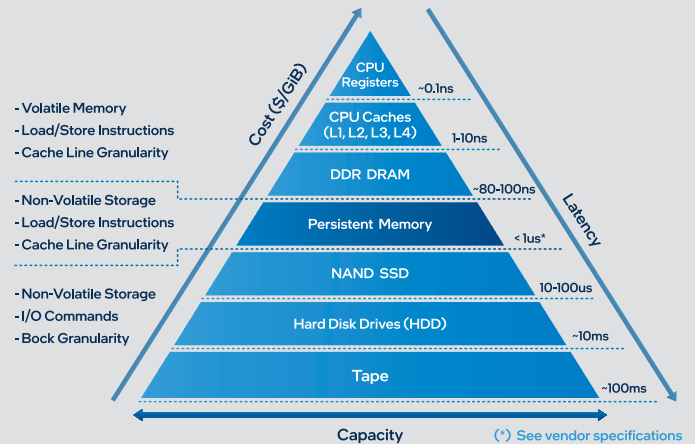 Cost ($/GiB)
Latency
CPU
Registers
~0.1ns
CPU Caches
(L1, L2, L3, L4)
1-10ns
DDR DRAM
~80-100ns
Persistent Memory
<1us*
NAND SSD
10-100us
Hard Disk Drives (HDD)
~10ms
Tape
~100ms
- Volatile Memory
- Load/Store Instructions
- Cache Line Granularity
- Non-Volatile Storage
- Load/Store Instructions
- Cache Line Granularity
- Non-Volatile Storage
- I/O Commands
- Bock Granularity
Capacity
(*) See vendor specifications